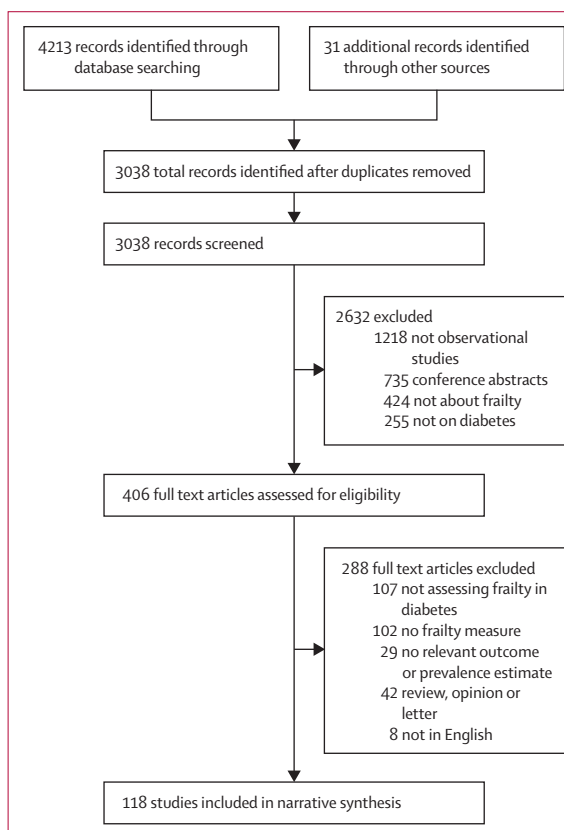 4213 records identified through
database searching
31 additional records identified
through other sources
3038 total records identified after duplicates removed
3038 records screened
2632 excluded
1218 not observational
studies
735 conference abstracts
424 not about frailty
255 not on diabetes
406 full text articles assessed for eligibility
288 full text articles excluded
107 not assessing frailty in
diabetes
102 no frailty measure
29 no relevant outcome
or prevalence estimate
42 review, opinion or
letter
8 not in English
118 studies included in narrative synthesis